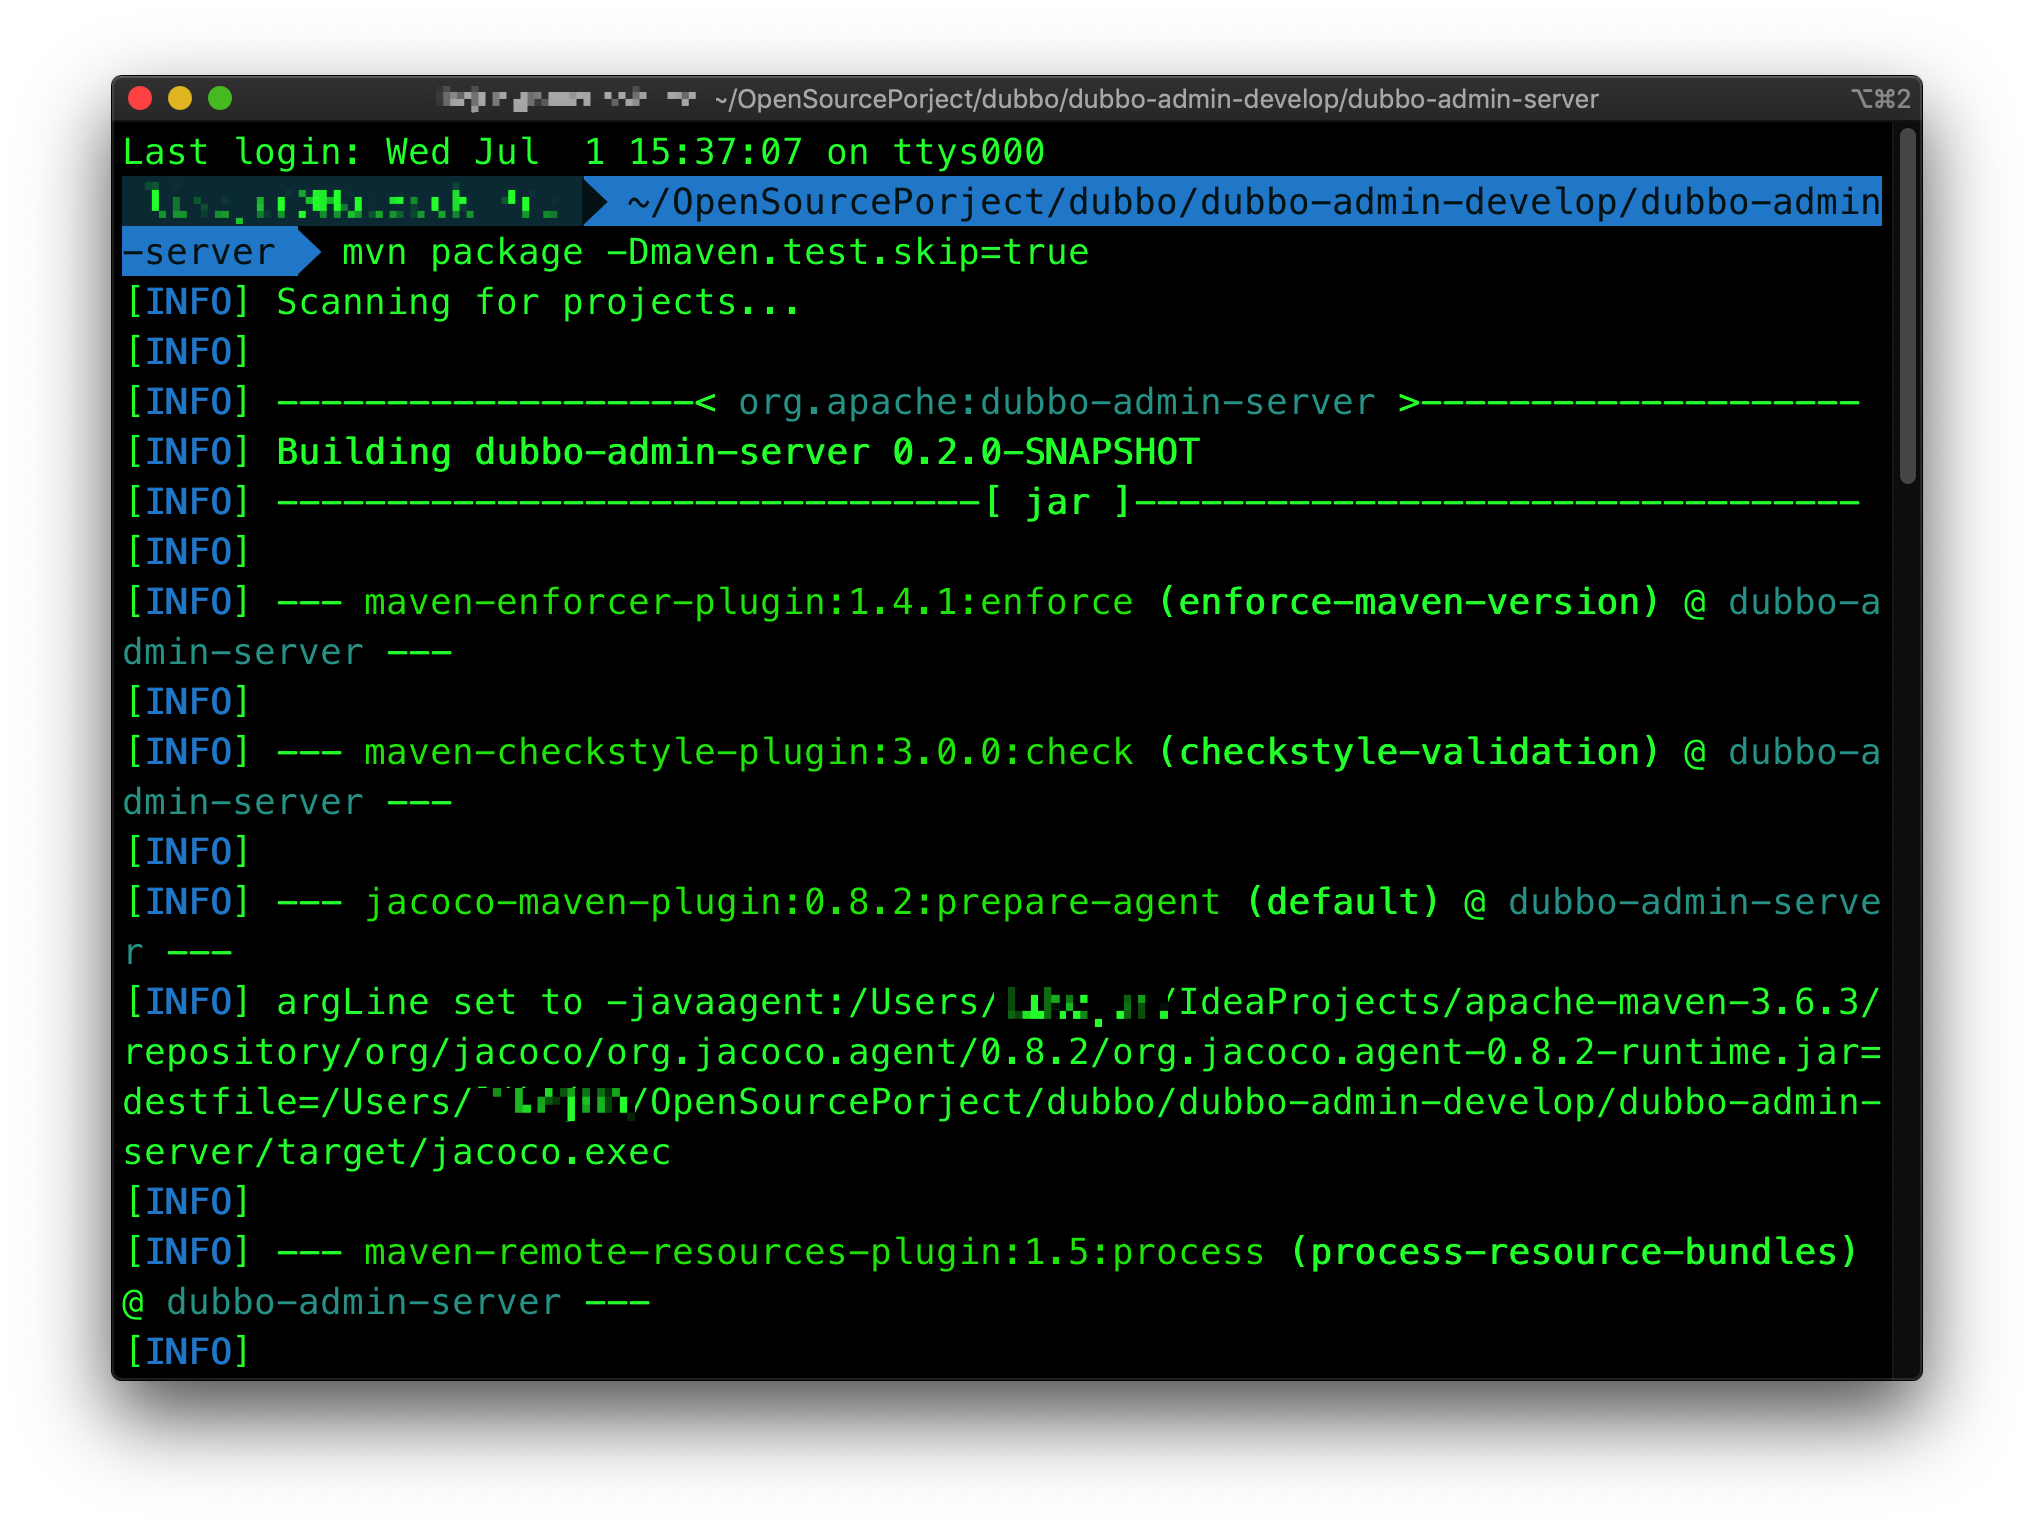 ~/OpenSourcePorject/dubbo/dubbo-admin-develop/dubbo-admin-server ⌥⌘2
Last login: Wed Jul  1 15:37:07 on ttys000
~/OpenSourcePorject/dubbo/dubbo-admin-develop/dubbo-admin
-server mvn package -Dmaven.test.skip=true
[INFO] Scanning for projects...
[INFO]
[INFO] -------------------< org.apache:dubbo-admin-server >--------------------
[INFO] Building dubbo-admin-server 0.2.0-SNAPSHOT
[INFO] --------------------------------[ jar ]---------------------------------
[INFO]
[INFO] --- maven-enforcer-plugin:1.4.1:enforce (enforce-maven-version) @ dubbo-a
dmin-server ---
[INFO]
[INFO] --- maven-checkstyle-plugin:3.0.0:check (checkstyle-validation) @ dubbo-a
dmin-server ---
[INFO]
[INFO] --- jacoco-maven-plugin:0.8.2:prepare-agent (default) @ dubbo-admin-serve
r ---
[INFO] argLine set to -javaagent:/Users/ /IdeaProjects/apache-maven-3.6.3/
repository/org/jacoco/org.jacoco.agent/0.8.2/org.jacoco.agent-0.8.2-runtime.jar=
destfile=/Users/ /OpenSourcePorject/dubbo/dubbo-admin-develop/dubbo-admin-
server/target/jacoco.exec
[INFO]
[INFO] --- maven-remote-resources-plugin:1.5:process (process-resource-bundles)
@ dubbo-admin-server ---
[INFO]